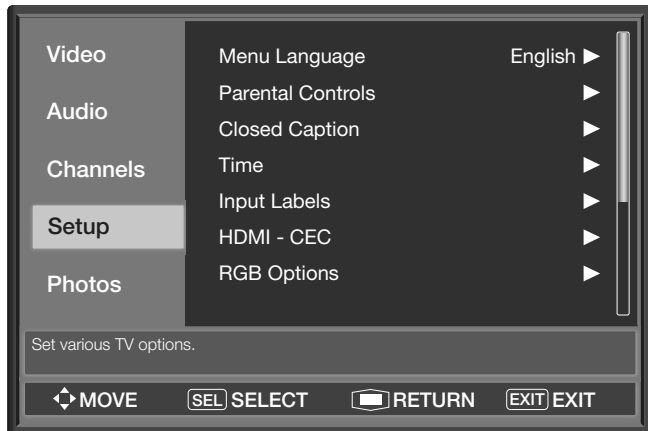 Video
Audio
Channels
Setup
Photos
Menu Language English ▶
Parental Controls ▶
Closed Caption ▶
Time ▶
Input Labels ▶
HDMI - CEC ▶
RGB Options ▶
Set various TV options.
MOVE SEL SELECT RETURN EXIT EXIT